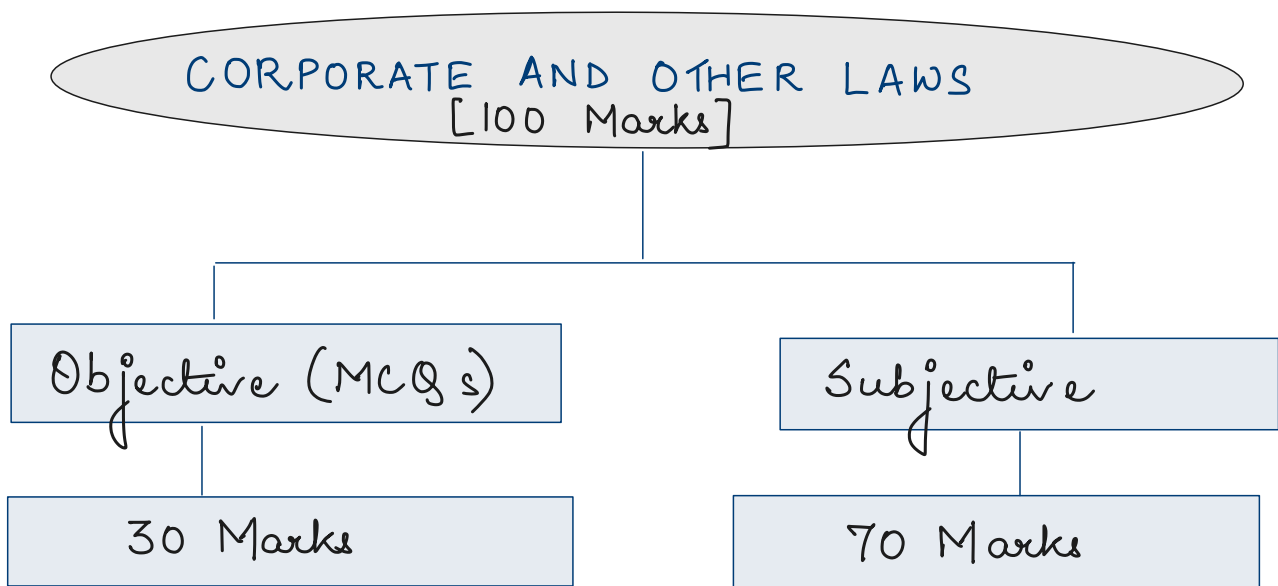 CORPORATE AND OTHER LAWS
[100 Marks]
Objective (MCQs)
Subjective
30 Marks
70 Marks